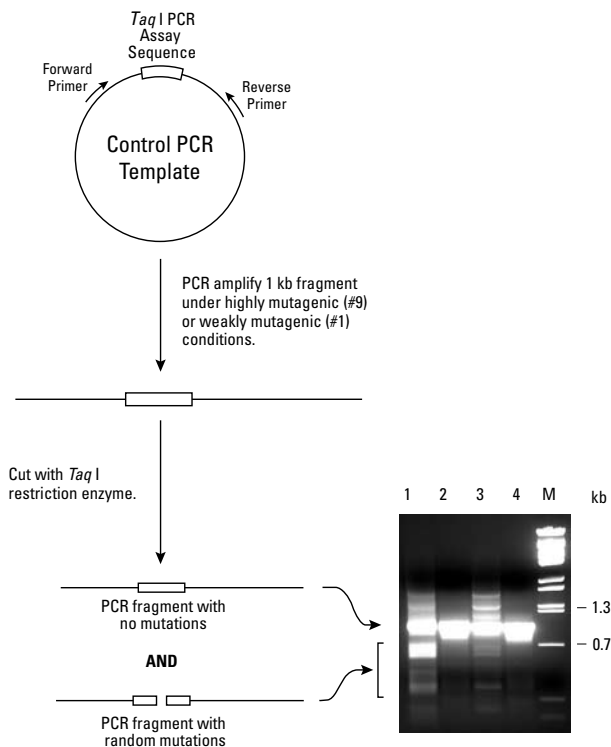 Taq I PCR
Assay
Sequence
Forward
Primer
Reverse
Primer
Control PCR
Template
PCR amplify 1 kb fragment
under highly mutagenic (#9)
or weakly mutagenic (#1)
conditions.
Cut with Taq I
restriction enzyme.
1 2 3 4 M kb
– 1.3
– 0.7
PCR fragment with
no mutations
AND
PCR fragment with
random mutations